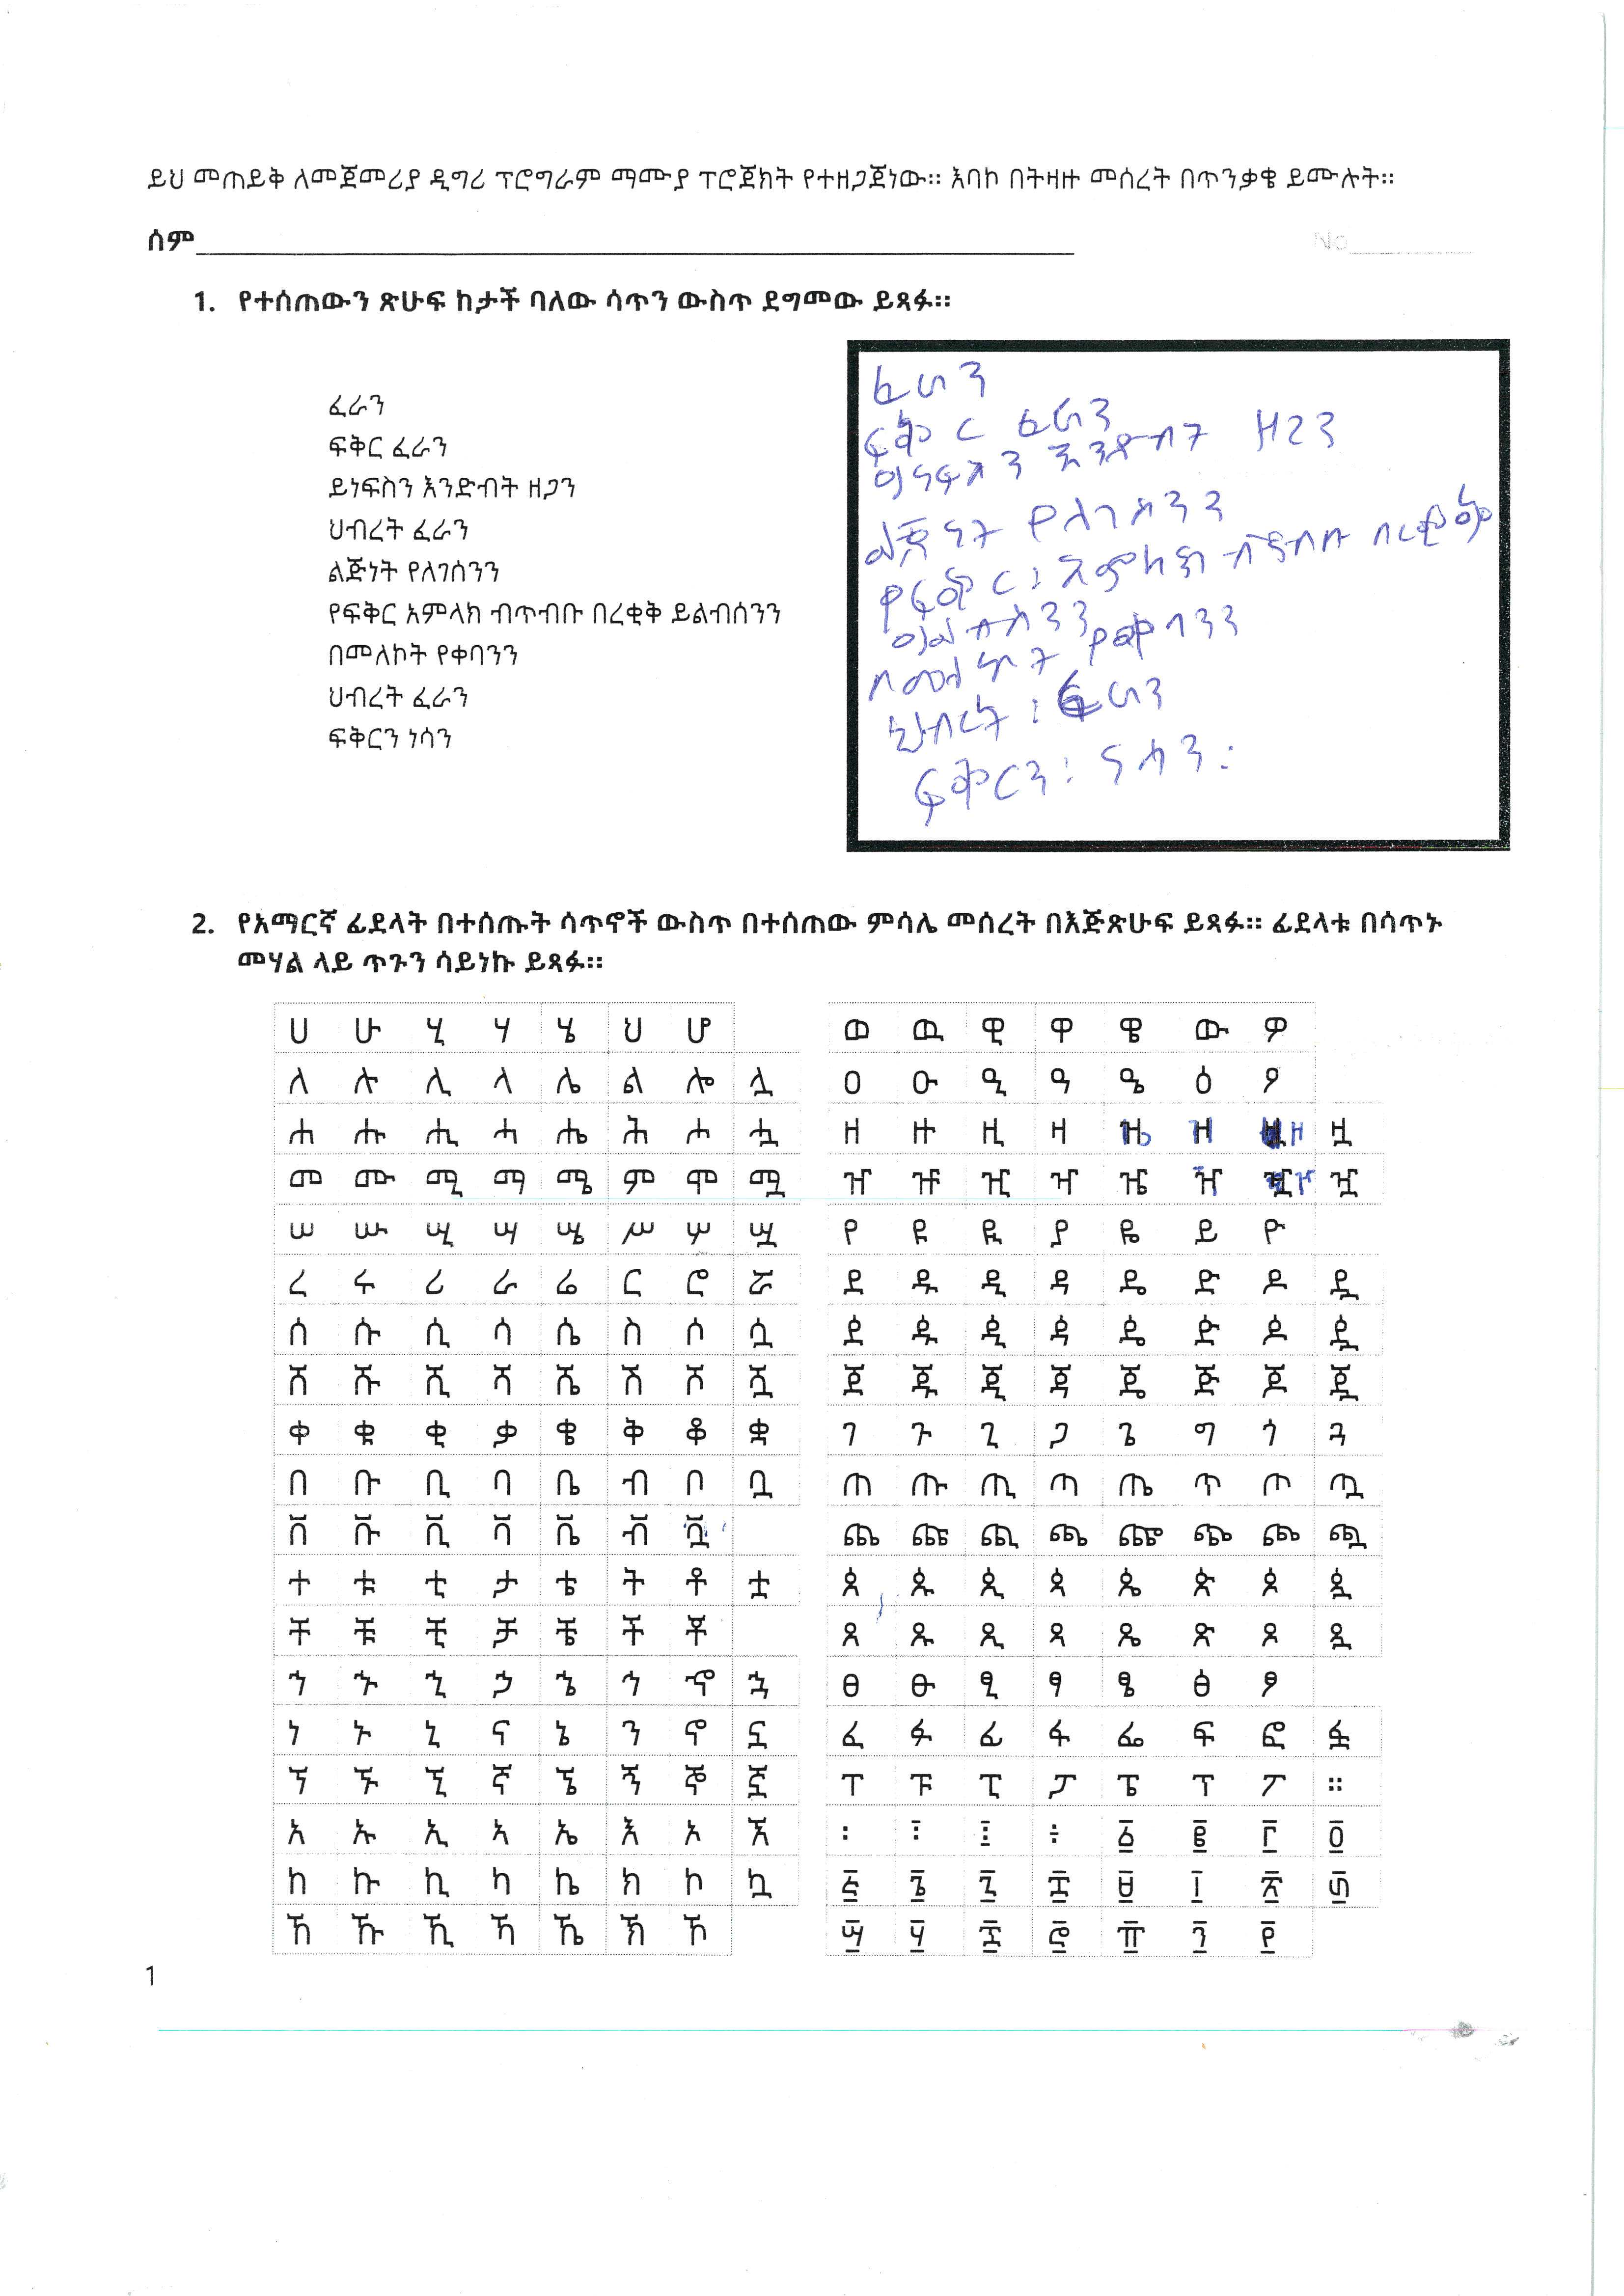 ይህ መጠይቅ ለመጀመሪያ ዲግሪ ፕሮግራም ማሙያ ፕሮጀክት የተዘጋጀነው። እባኮ በትዛዙ መሰረት በጥንቃቄ ይሙሉት።
ስም No
1. የተሰጠውን ጽሁፍ ከታች ባለው ሳጥን ውስጥ ደግመው ይጻፉ።
ፈራን
ፍቅር ፈራን
ይነፍስን እንድብት ዘጋን
ህብረት ፈራን
ልጅነት የለገሰንን
የፍቅር አምላክ ብጥብቡ በረቂቅ ይልብሰንን
በመለኮት የቀባንን
ህብረት ፈራን
ፍቅርን ነሳን
ፈራን
ፍቅር ፈራን
ይነፍስን እንድብት ዘጋን
ልጅነት የለገሰንን
የፍቅር፡ አምላክ በረቂቅ
ይልብሰንን
በመለኮት የቀባንን
ህብረት፡ ፈራን
ፍቅርን፡ ነሳን፡
2. የአማርኛ ፊደላት በተሰጡት ሳጥኖች ውስጥ በተሰጠው ምሳሌ መሰረት በእጅጽሁፍ ይጻፉ። ፊደላቱ በሳጥኑ
መሃል ላይ ጥጉን ሳይነኩ ይጻፉ።
ሀ ሁ ሂ ሃ ሄ ህ ሆ
ለ ሉ ሊ ላ ሌ ል ሎ ሏ
ሐ ሑ ሒ ሓ ሔ ሕ ሖ ሗ
መ ሙ ሚ ማ ሜ ም ሞ ሟ
ሠ ሡ ሢ ሣ ሤ ሥ ሦ ሧ
ረ ሩ ሪ ራ ሬ ር ሮ ሯ
ሰ ሱ ሲ ሳ ሴ ስ ሶ ሷ
ሸ ሹ ሺ ሻ ሼ ሽ ሾ ሿ
ቀ ቁ ቂ ቃ ቄ ቅ ቆ ቋ
በ ቡ ቢ ባ ቤ ብ ቦ ቧ
ቨ ቩ ቪ ቫ ቬ ቭ ቯ
ተ ቱ ቲ ታ ቴ ት ቶ ቷ
ቸ ቹ ቺ ቻ ቼ ች ቾ
ኀ ኁ ኂ ኃ ኄ ኅ ኆ ኋ
ነ ኑ ኒ ና ኔ ን ኖ ኗ
ኘ ኙ ኚ ኛ ኜ ኝ ኞ ኟ
አ ኡ ኢ ኣ ኤ እ ኦ ኧ
ከ ኩ ኪ ካ ኬ ክ ኮ ኳ
ኸ ኹ ኺ ኻ ኼ ኽ ኾ
ወ ዉ ዊ ዋ ዌ ው ዎ
ዐ ዑ ዒ ዓ ዔ ዕ ዖ
ዘ ዙ ዚ ዛ ዟ
ዠ ዡ ዢ ዣ ዤ ዥ ዧ
የ ዩ ዪ ያ ዬ ይ ዮ
ደ ዱ ዲ ዳ ዴ ድ ዶ ዷ
ዸ ዹ ዺ ዻ ዼ ዽ ዾ ዿ
ጀ ጁ ጂ ጃ ጄ ጅ ጆ ጇ
ገ ጉ ጊ ጋ ጌ ግ ጎ ጓ
ጠ ጡ ጢ ጣ ጤ ጥ ጦ ጧ
ጨ ጩ ጪ ጫ ጬ ጭ ጮ ጯ
ጰ ጱ ጲ ጳ ጴ ጵ ጶ ጷ
ጸ ጹ ጺ ጻ ጼ ጽ ጾ ጿ
ፀ ፁ ፂ ፃ ፄ ፅ ፆ
ፈ ፉ ፊ ፋ ፌ ፍ ፎ ፏ
ፐ ፑ ፒ ፓ ፔ ፕ ፖ ።
፡ ፣ ፤ ፥ ፩ ፪ ፫ ፬
፭ ፮ ፯ ፰ ፱ ፲ ፳ ፴
፵ ፶ ፷ ፸ ፹ ፺ ፻
1